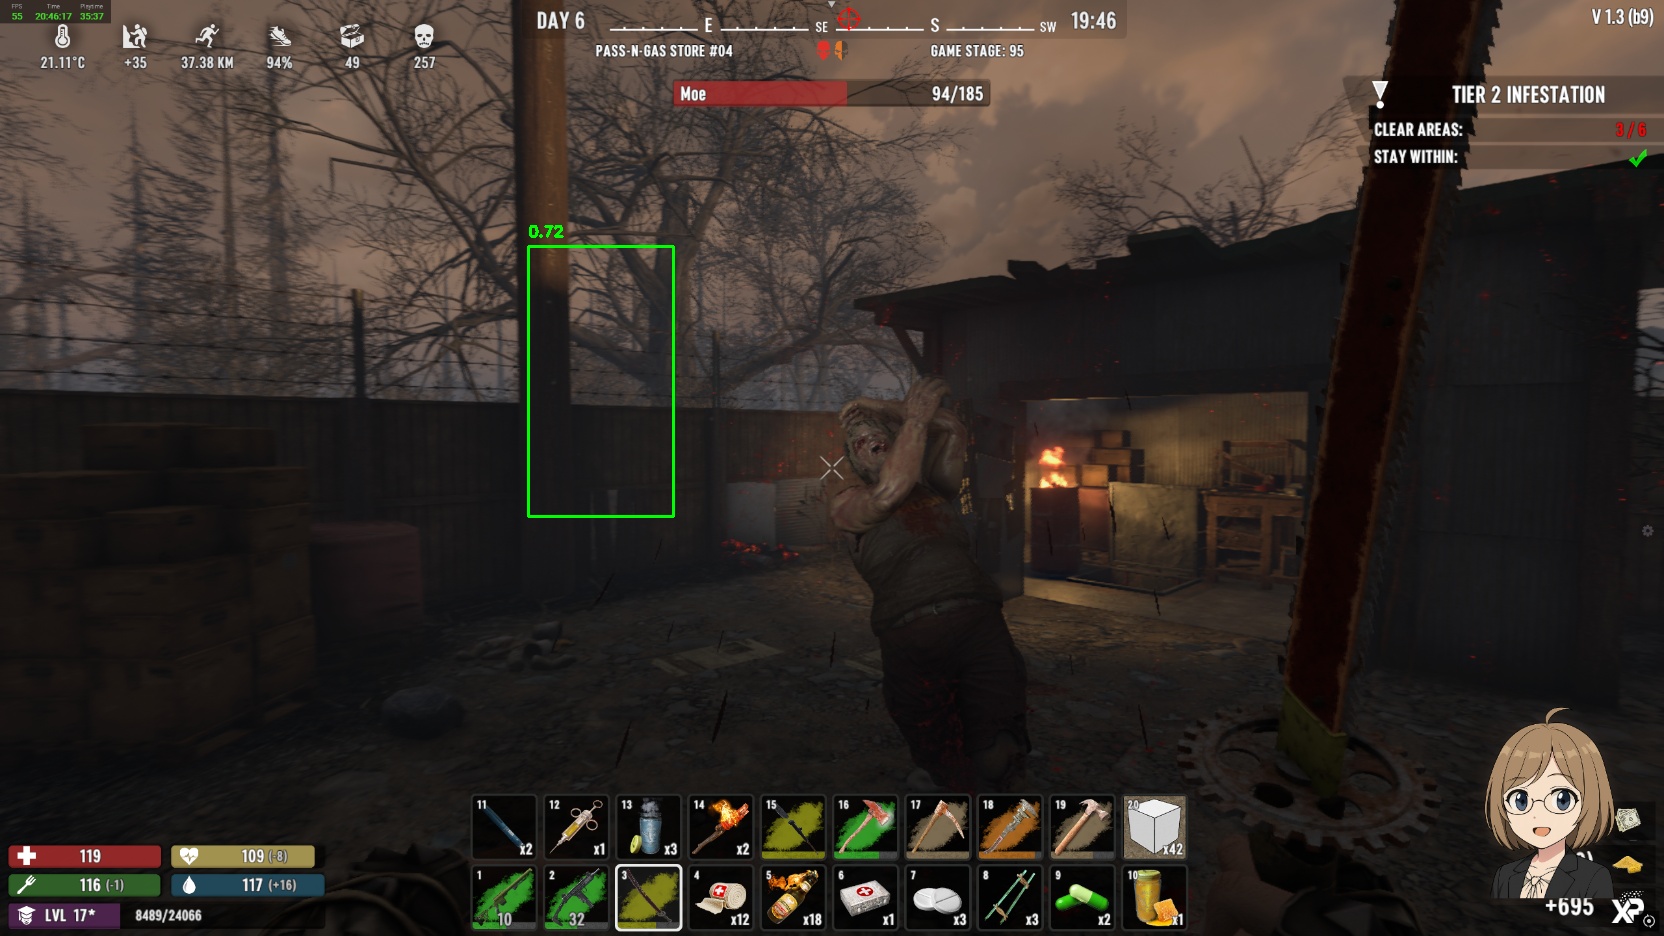 FPS Time Playtime
55 20:46:17 35:37
21.11°C +35 37.38 KM 94% 49 257
DAY 6 E SE S SW 19:46
PASS-N-GAS STORE #04 GAME STAGE: 95
V 1.3 (b9)
Moe 94/185
TIER 2 INFESTATION
CLEAR AREAS: 3/6
STAY WITHIN:
0.72
11 x2
12 x1
13 x3
14 x2
15
16
17
18
19
20 x42
1 10
2 32
3
4 x12
5 x18
6 x1
7 x3
8 x3
9 x2
10 x1
119 109 (-8)
116 (-1) 117 (+16)
LVL 17* 8489/24066
+695 XP